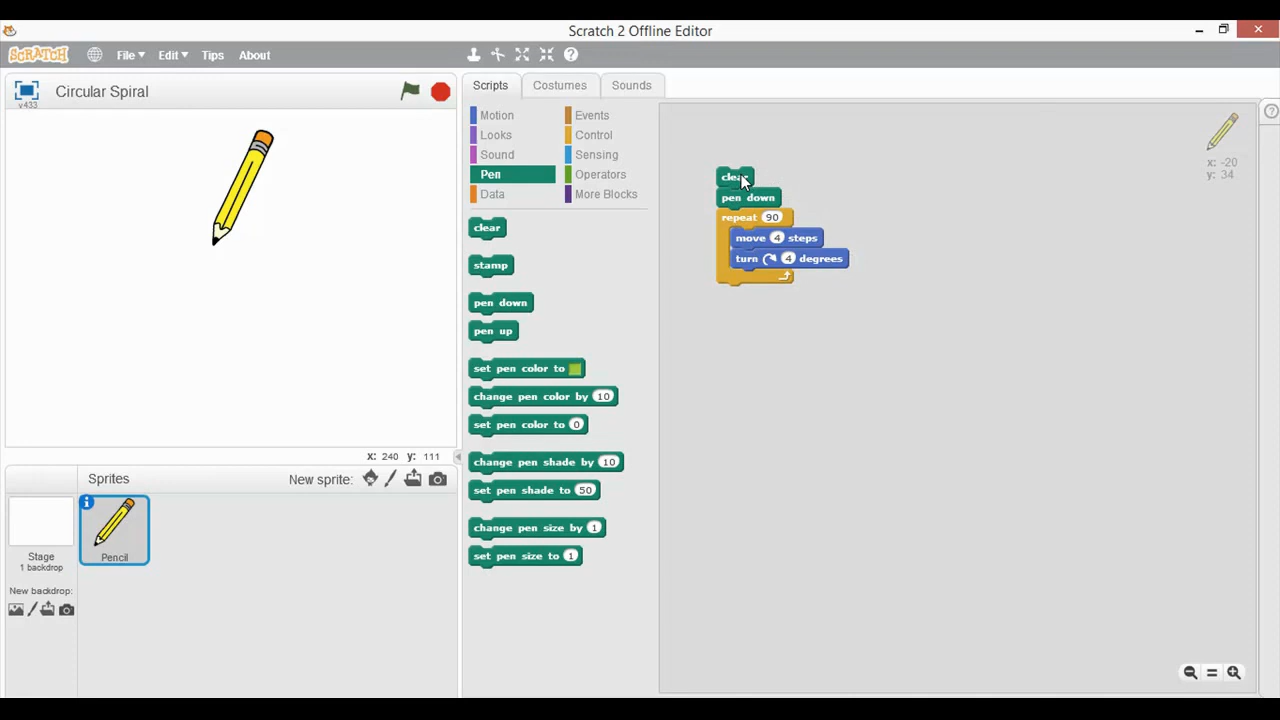 Scratch 2 Offline Editor
SCRATCH File Edit Tips About
v433 Circular Spiral
Scripts Costumes Sounds
Motion Events
Looks Control
Sound Sensing
Pen Operators
Data More Blocks
clear
stamp
pen down
pen up
set pen color to
change pen color by 10
set pen color to 0
change pen shade by 10
set pen shade to 50
change pen size by 1
set pen size to 1
clear
pen down
repeat 90
move 4 steps
turn 4 degrees
x: -20
y: 34
x: 240 y: 111
Sprites New sprite:
Stage
1 backdrop
New backdrop:
Pencil